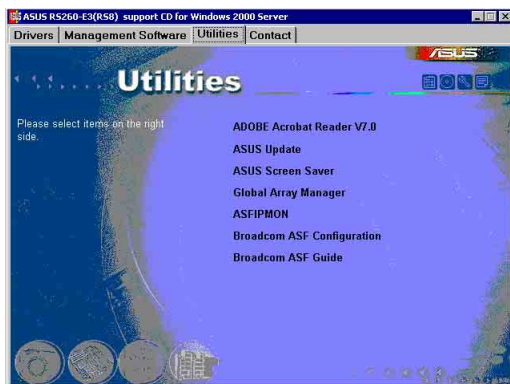 ASUS RS260-E3(RS8) support CD for Windows 2000 Server
Drivers Management Software Utilities Contact
ASUS
Utilities
Please select items on the right
side.
ADOBE Acrobat Reader V7.0
ASUS Update
ASUS Screen Saver
Global Array Manager
ASFIPMON
Broadcom ASF Configuration
Broadcom ASF Guide